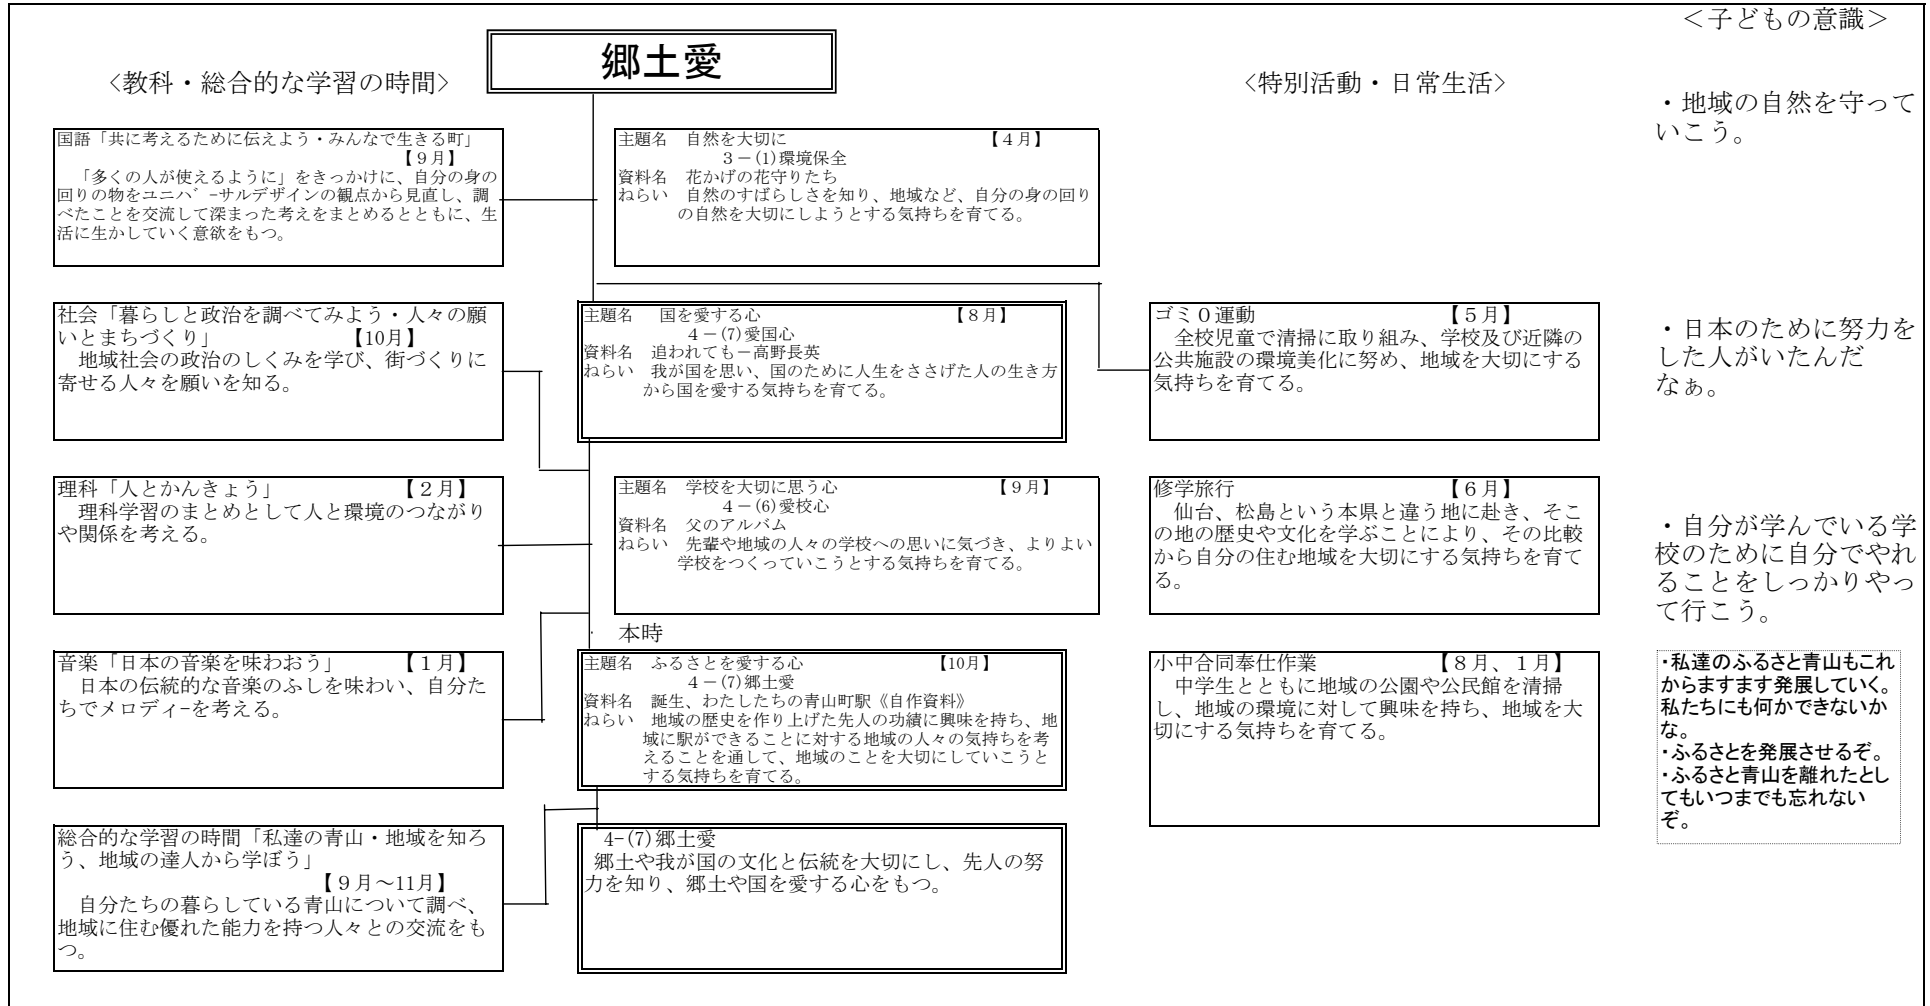 郷土愛
<教科・総合的な学習の時間>
国語「共に考えるために伝えよう・みんなで生きる町」
【9月】
「多くの人が使えるように」をきっかけに、自分の身の
回りの物をユニバ゙ーサルデザインの観点から見直し、調
べたことを交流して深まった考えをまとめるとともに、生
活に生かしていく意欲をもつ。
社会「暮らしと政治を調べてみよう・人々の願
いとまちづくり」 【10月】
地域社会の政治のしくみを学び、街づくりに
寄せる人々を願いを知る。
理科「人とかんきょう」 【2月】
理科学習のまとめとして人と環境のつながり
や関係を考える。
音楽「日本の音楽を味わおう」 【1月】
日本の伝統的な音楽のふしを味わい、自分た
ちでメロディーを考える。
総合的な学習の時間「私達の青山・地域を知ろ
う、地域の達人から学ぼう」
【9月～11月】
自分たちの暮らしている青山について調べ、
地域に住む優れた能力を持つ人々との交流をも
つ。
主題名 自然を大切に 【4月】
3－(1)環境保全
資料名 花かげの花守りたち
ねらい 自然のすばらしさを知り、地域など、自分の身の回り
の自然を大切にしようとする気持ちを育てる。
主題名 国を愛する心 【8月】
4－(7)愛国心
資料名 追われても－高野長英
ねらい 我が国を思い、国のために人生をささげた人の生き方
から国を愛する気持ちを育てる。
主題名 学校を大切に思う心 【9月】
4－(6)愛校心
資料名 父のアルバム
ねらい 先輩や地域の人々の学校への思いに気づき、よりよい
学校をつくっていこうとする気持ちを育てる。
本時
主題名 ふるさとを愛する心 【10月】
4－(7)郷土愛
資料名 誕生、わたしたちの青山町駅《自作資料》
ねらい 地域の歴史を作り上げた先人の功績に興味を持ち、地
域に駅ができることに対する地域の人々の気持ちを考
えることを通して、地域のことを大切にしていこうと
する気持ちを育てる。
4-(7)郷土愛
郷土や我が国の文化と伝統を大切にし、先人の努
力を知り、郷土や国を愛する心をもつ。
<特別活動・日常生活>
ゴミ0運動 【5月】
全校児童で清掃に取り組み、学校及び近隣の
公共施設の環境美化に努め、地域を大切にする
気持ちを育てる。
修学旅行 【6月】
仙台、松島という本県と違う地に赴き、そこ
の地の歴史や文化を学ぶことにより、その比較
から自分の住む地域を大切にする気持ちを育て
る。
小中合同奉仕作業 【8月、1月】
中学生とともに地域の公園や公民館を清掃
し、地域の環境に対して興味を持ち、地域を大
切にする気持ちを育てる。
＜子どもの意識＞
・地域の自然を守って
いこう。
・日本のために努力を
した人がいたんだ
なぁ。
・自分が学んでいる学
校のために自分でやれ
ることをしっかりやっ
て行こう。
・私達のふるさと青山もこれ
からますます発展していく。
私たちにも何かできないか
な。
・ふるさとを発展させるぞ。
・ふるさと青山を離れたとし
てもいつまでも忘れない
ぞ。